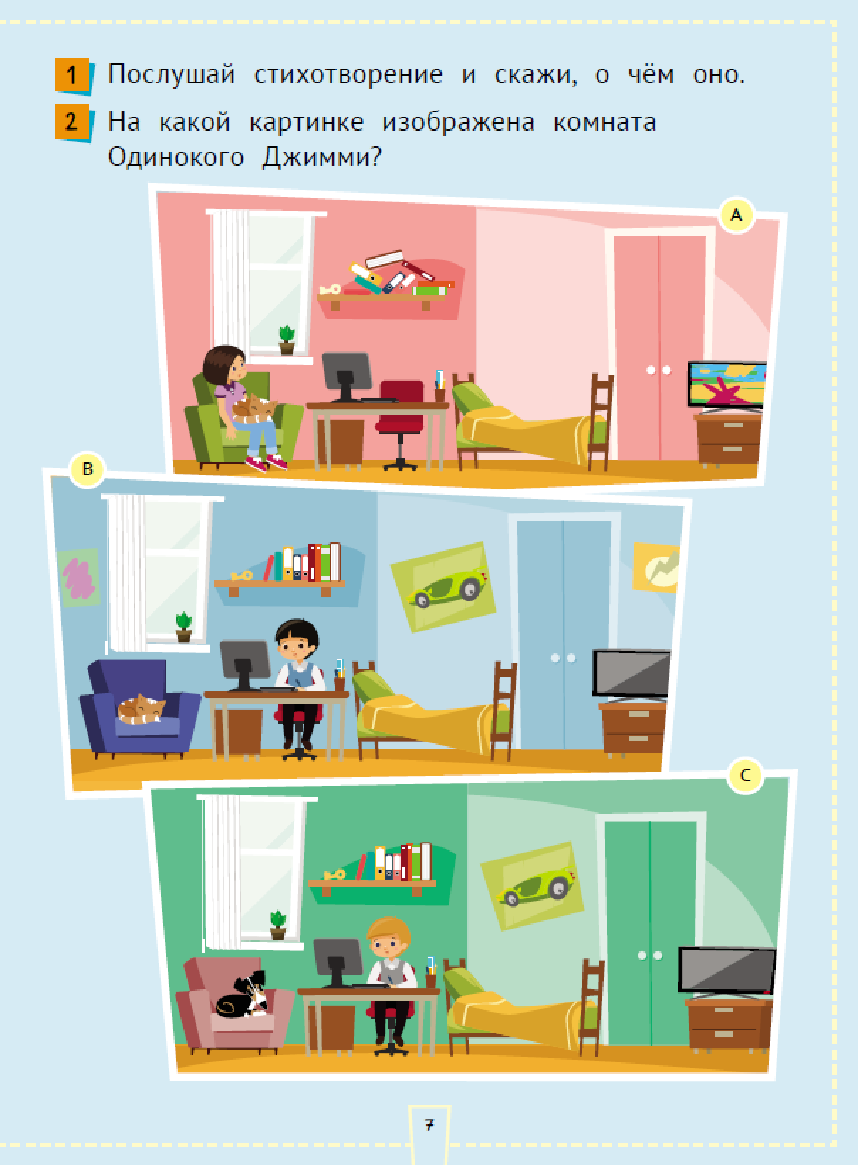 1 Послушай стихотворение и скажи, о чём оно.
2 На какой картинке изображена комната
Одинокого Джимми?
A
B
C
7